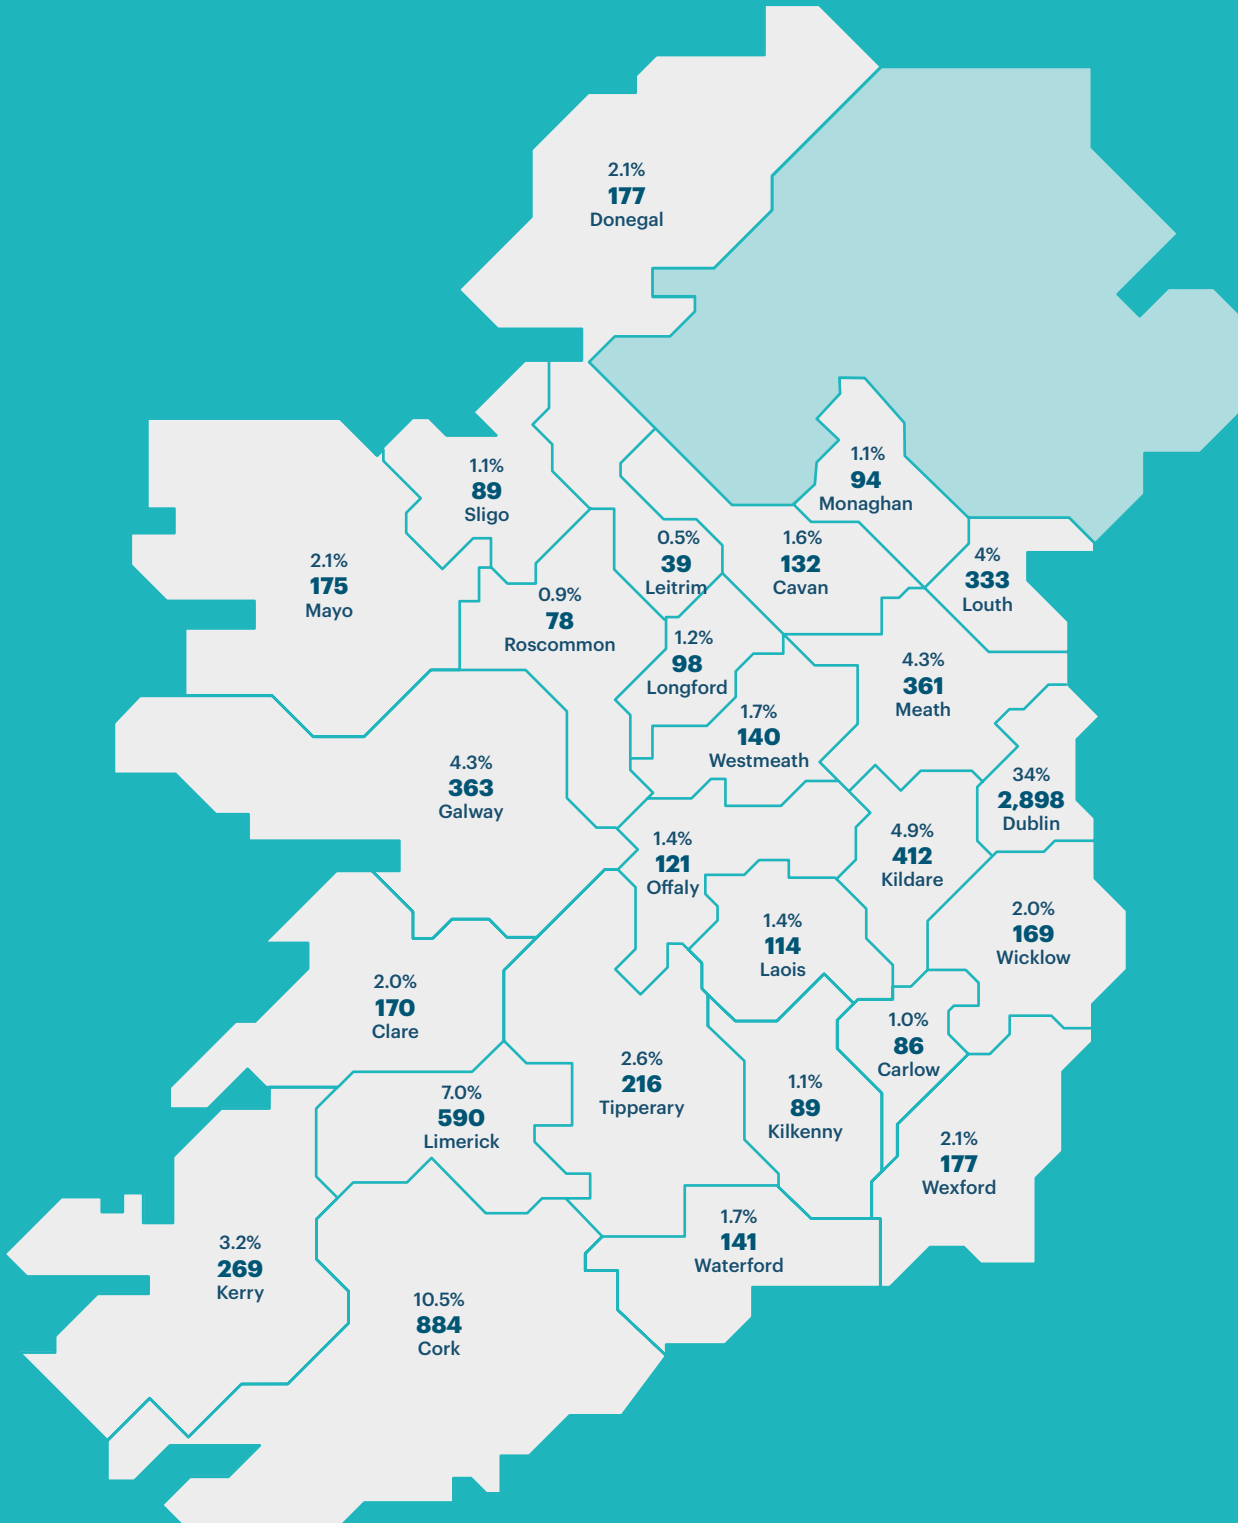 2.1%
177
Donegal
1.1%
94
Monaghan
1.1%
89
Sligo
0.5%
39
Leitrim
1.6%
132
Cavan
4%
333
Louth
2.1%
175
Mayo
0.9%
78
Roscommon
1.2%
98
Longford
4.3%
361
Meath
1.7%
140
Westmeath
4.3%
363
Galway
34%
2,898
Dublin
1.4%
121
Offaly
4.9%
412
Kildare
1.4%
114
Laois
2.0%
169
Wicklow
2.0%
170
Clare
1.0%
86
Carlow
2.6%
216
Tipperary
1.1%
89
Kilkenny
7.0%
590
Limerick
2.1%
177
Wexford
1.7%
141
Waterford
3.2%
269
Kerry
10.5%
884
Cork